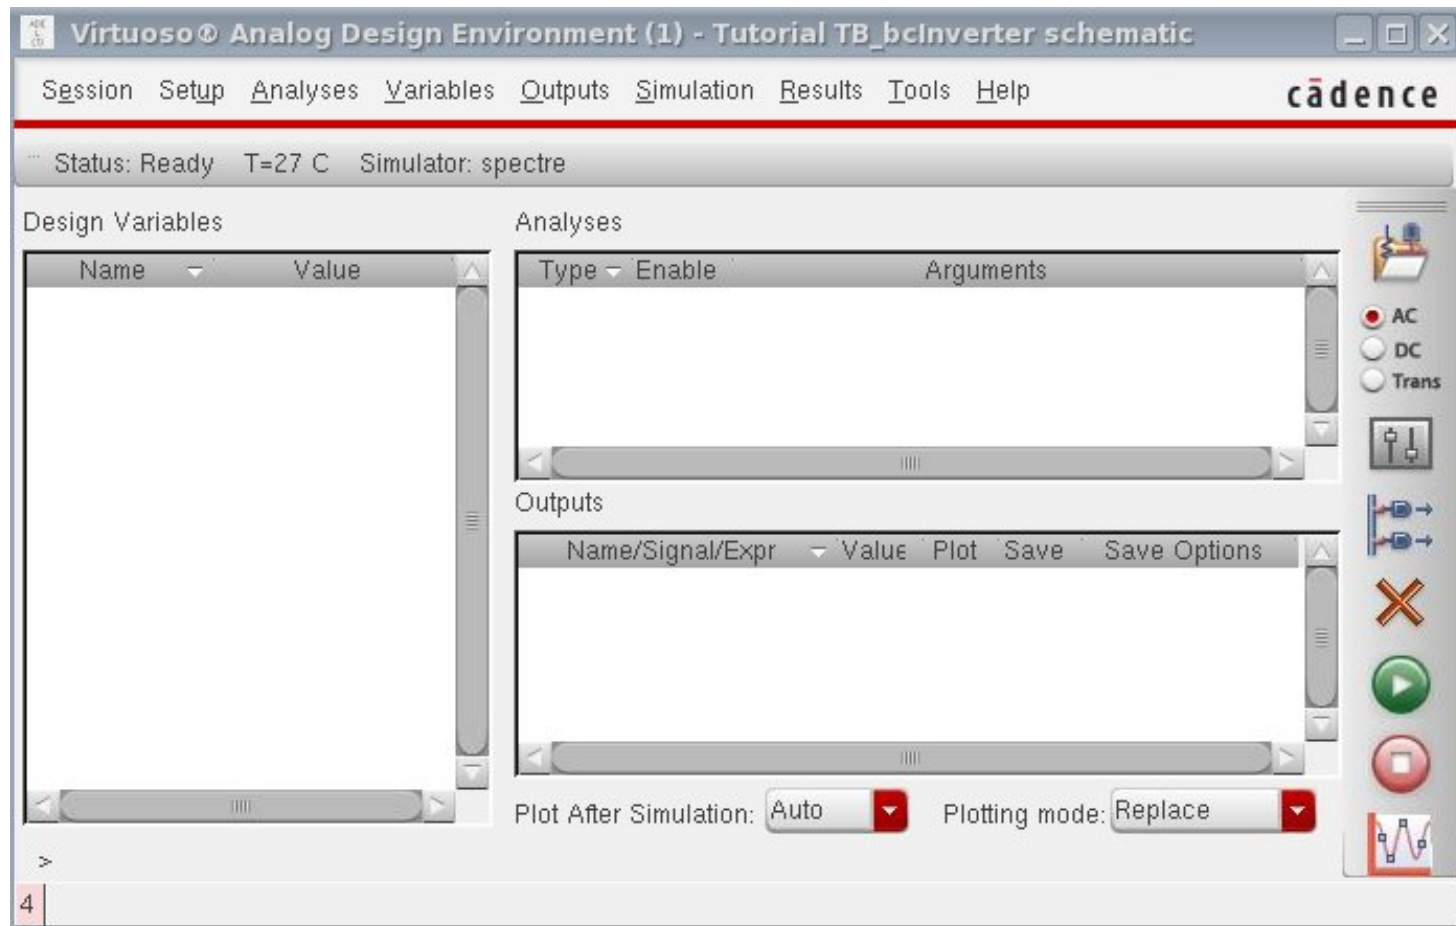 Virtuoso® Analog Design Environment (1) - Tutorial TB_bcInverter schematic
Session Setup Analyses Variables Outputs Simulation Results Tools Help
cādence
Status: Ready T=27 C Simulator: spectre
Design Variables
Name Value
Analyses
Type Enable Arguments
AC
DC
Trans
Outputs
Name/Signal/Expr Value Plot Save Save Options
Plot After Simulation: Auto Plotting mode: Replace
>
4